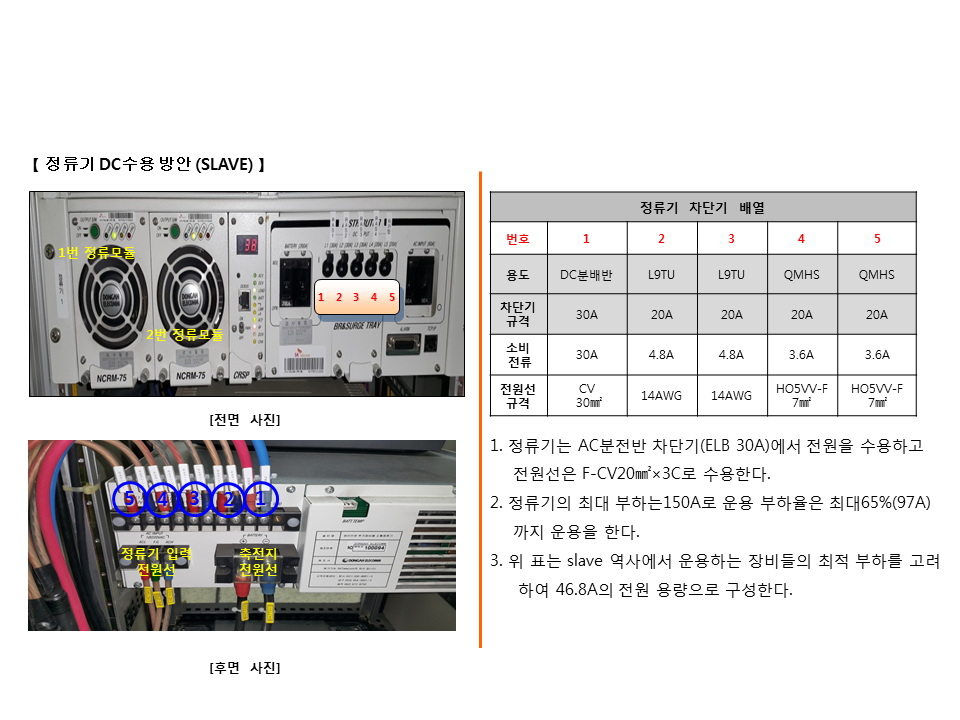 【 정류기 DC수용 방안 (SLAVE) 】
1번 정류모듈
2번 정류모듈
1 2 3 4 5
BATTERY
DONGAH
ELECOMM
DONGAH
ELECOMM
BR&SURGE TRAY
NCRM-75
NCRM-75
CRSP
[전면 사진]
5 4 3 2 1
정류기 입력
전원선
축전지
전원선
BATT.TEMP
100094
[후면 사진]
정류기 차단기 배열
번호 1 2 3 4 5
용도 DC분배반 L9TU L9TU QMHS QMHS
차단기
규격 30A 20A 20A 20A 20A
소비
전류 30A 4.8A 4.8A 3.6A 3.6A
전원선
규격 CV
30㎟ 14AWG 14AWG HO5VV-F
7㎟ HO5VV-F
7㎟
1. 정류기는 AC분전반 차단기(ELB 30A)에서 전원을 수용하고
전원선은 F-CV20㎟×3C로 수용한다.
2. 정류기의 최대 부하는150A로 운용 부하율은 최대65%(97A)
까지 운용을 한다.
3. 위 표는 slave 역사에서 운용하는 장비들의 최적 부하를 고려
하여 46.8A의 전원 용량으로 구성한다.